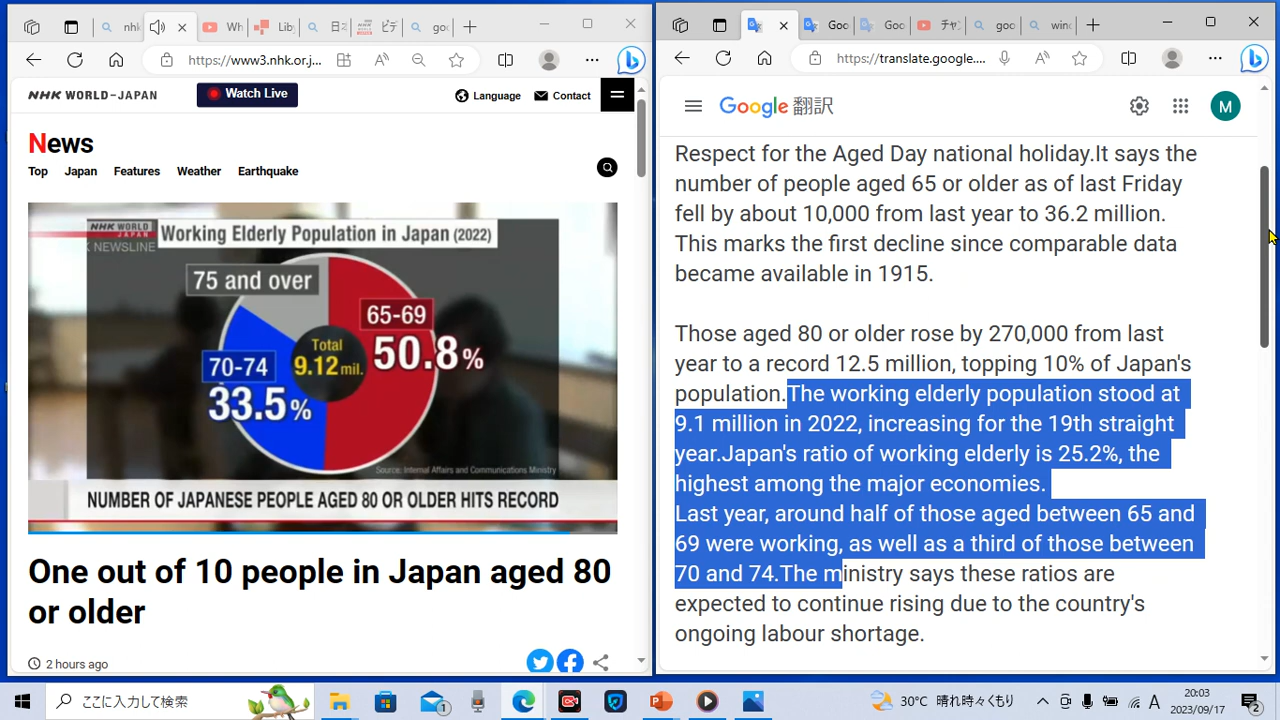 https://www3.nhk.or.j...
NHK WORLD-JAPAN
Watch Live
Language
Contact
News
Top
Japan
Features
Weather
Earthquake
NHK WORLD
NEWSLINE
Working Elderly Population in Japan (2022)
75 and over
65-69
50.8%
Total
9.12 mil.
70-74
33.5%
Source: Internal Affairs and Communications Ministry
NUMBER OF JAPANESE PEOPLE AGED 80 OR OLDER HITS RECORD
One out of 10 people in Japan aged 80
or older
2 hours ago
Goo
Goo
チャ
goo
wind
https://translate.google....
Google 翻訳
M
Respect for the Aged Day national holiday.It says the
number of people aged 65 or older as of last Friday
fell by about 10,000 from last year to 36.2 million.
This marks the first decline since comparable data
became available in 1915.
Those aged 80 or older rose by 270,000 from last
year to a record 12.5 million, topping 10% of Japan's
population.The working elderly population stood at
9.1 million in 2022, increasing for the 19th straight
year.Japan's ratio of working elderly is 25.2%, the
highest among the major economies.
Last year, around half of those aged between 65 and
69 were working, as well as a third of those between
70 and 74.The ministry says these ratios are
expected to continue rising due to the country's
ongoing labour shortage.
ここに入力して検索
30°C 晴れ時々くもり
A
20:03
2023/09/17
2